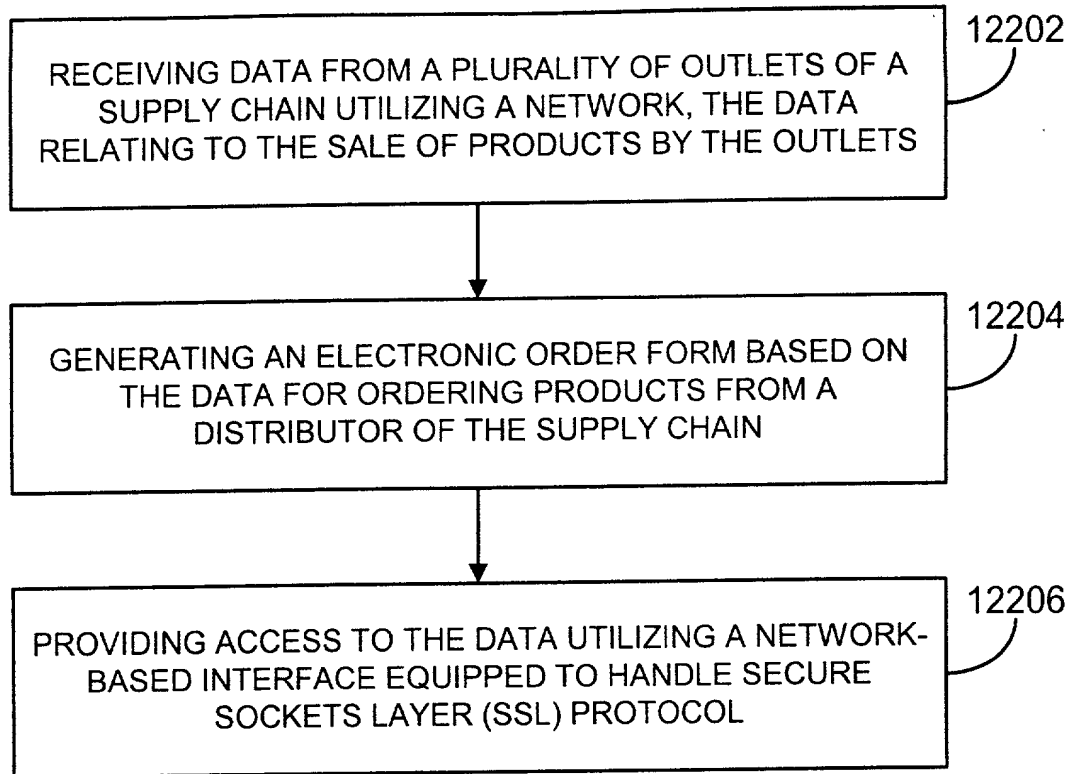 12202
RECEIVING DATA FROM A PLURALITY OF OUTLETS OF A
SUPPLY CHAIN UTILIZING A NETWORK, THE DATA
RELATING TO THE SALE OF PRODUCTS BY THE OUTLETS
12204
GENERATING AN ELECTRONIC ORDER FORM BASED ON
THE DATA FOR ORDERING PRODUCTS FROM A
DISTRIBUTOR OF THE SUPPLY CHAIN
12206
PROVIDING ACCESS TO THE DATA UTILIZING A NETWORK-
BASED INTERFACE EQUIPPED TO HANDLE SECURE
SOCKETS LAYER (SSL) PROTOCOL